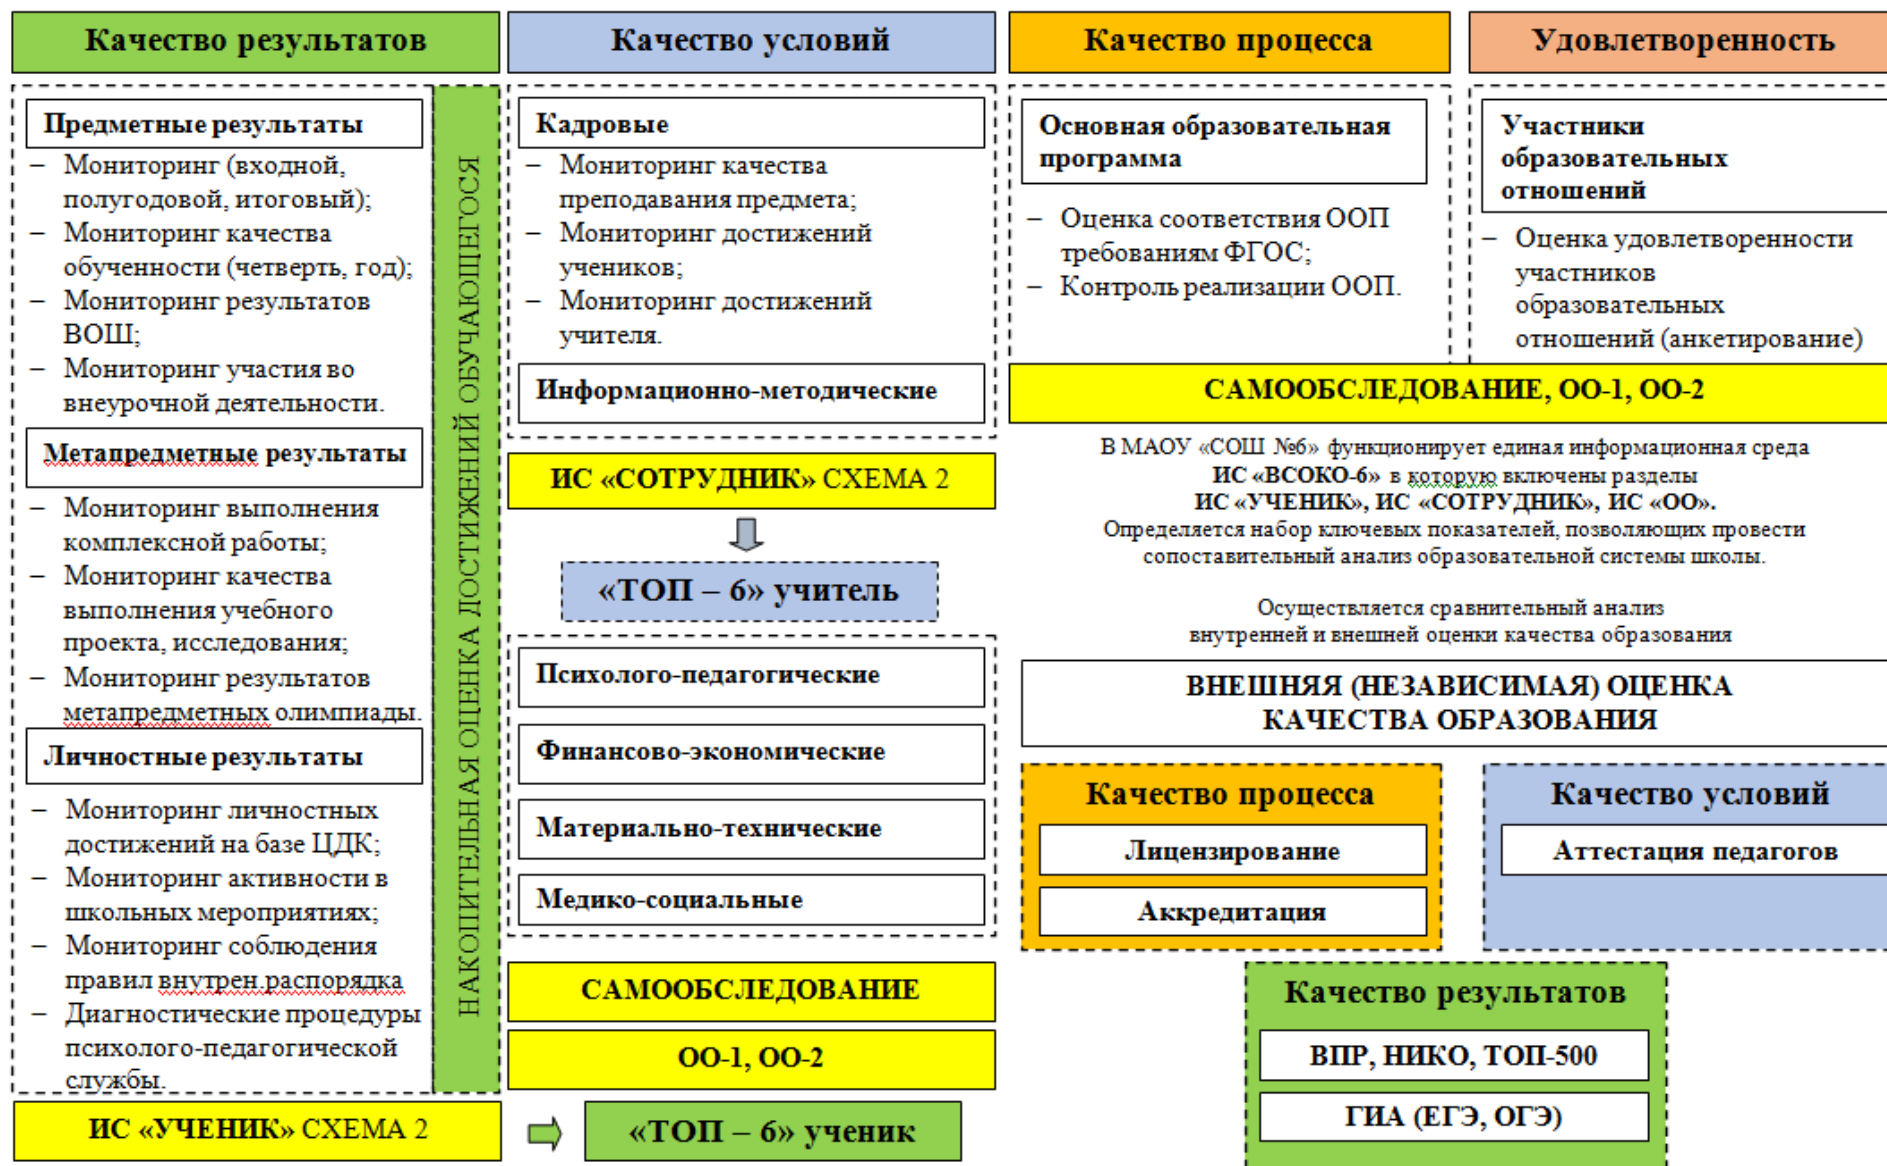 Качество результатов
Предметные результаты
– Мониторинг (входной,
полугодовой, итоговый);
– Мониторинг качества
обученности (четверть, год);
– Мониторинг результатов
ВОШ;
– Мониторинг участия во
внеурочной деятельности.
Метапредметные результаты
– Мониторинг выполнения
комплексной работы;
– Мониторинг качества
выполнения учебного
проекта, исследования;
– Мониторинг результатов
метапредметных олимпиады.
Личностные результаты
– Мониторинг личностных
достижений на базе ЦДК;
– Мониторинг активности в
школьных мероприятиях;
– Мониторинг соблюдения
правил внутрен.распорядка
– Диагностические процедуры
психолого-педагогической
службы.
НАКОПИТЕЛЬНАЯ ОЦЕНКА ДОСТИЖЕНИЙ ОБУЧАЮЩЕГОСЯ
ИС «УЧЕНИК» СХЕМА 2
«ТОП – 6» ученик
Качество условий
Кадровые
– Мониторинг качества
преподавания предмета;
– Мониторинг достижений
учеников;
– Мониторинг достижений
учителя.
Информационно-методические
ИС «СОТРУДНИК» СХЕМА 2
«ТОП – 6» учитель
Психолого-педагогические
Финансово-экономические
Материально-технические
Медико-социальные
САМООБСЛЕДОВАНИЕ
ОО-1, ОО-2
Качество процесса
Основная образовательная
программа
– Оценка соответствия ООП
требованиям ФГОС;
– Контроль реализации ООП.
Удовлетворенность
Участники
образовательных
отношений
– Оценка удовлетворенности
участников
образовательных
отношений (анкетирование)
САМООБСЛЕДОВАНИЕ, ОО-1, ОО-2
В МАОУ «СОШ №6» функционирует единая информационная среда
ИС «ВСОКО-6» в которую включены разделы
ИС «УЧЕНИК», ИС «СОТРУДНИК», ИС «ОО».
Определяется набор ключевых показателей, позволяющих провести
сопоставительный анализ образовательной системы школы.
Осуществляется сравнительный анализ
внутренней и внешней оценки качества образования
ВНЕШНЯЯ (НЕЗАВИСИМАЯ) ОЦЕНКА
КАЧЕСТВА ОБРАЗОВАНИЯ
Качество процесса
Лицензирование
Аккредитация
Качество условий
Аттестация педагогов
Качество результатов
ВПР, НИКО, ТОП-500
ГИА (ЕГЭ, ОГЭ)